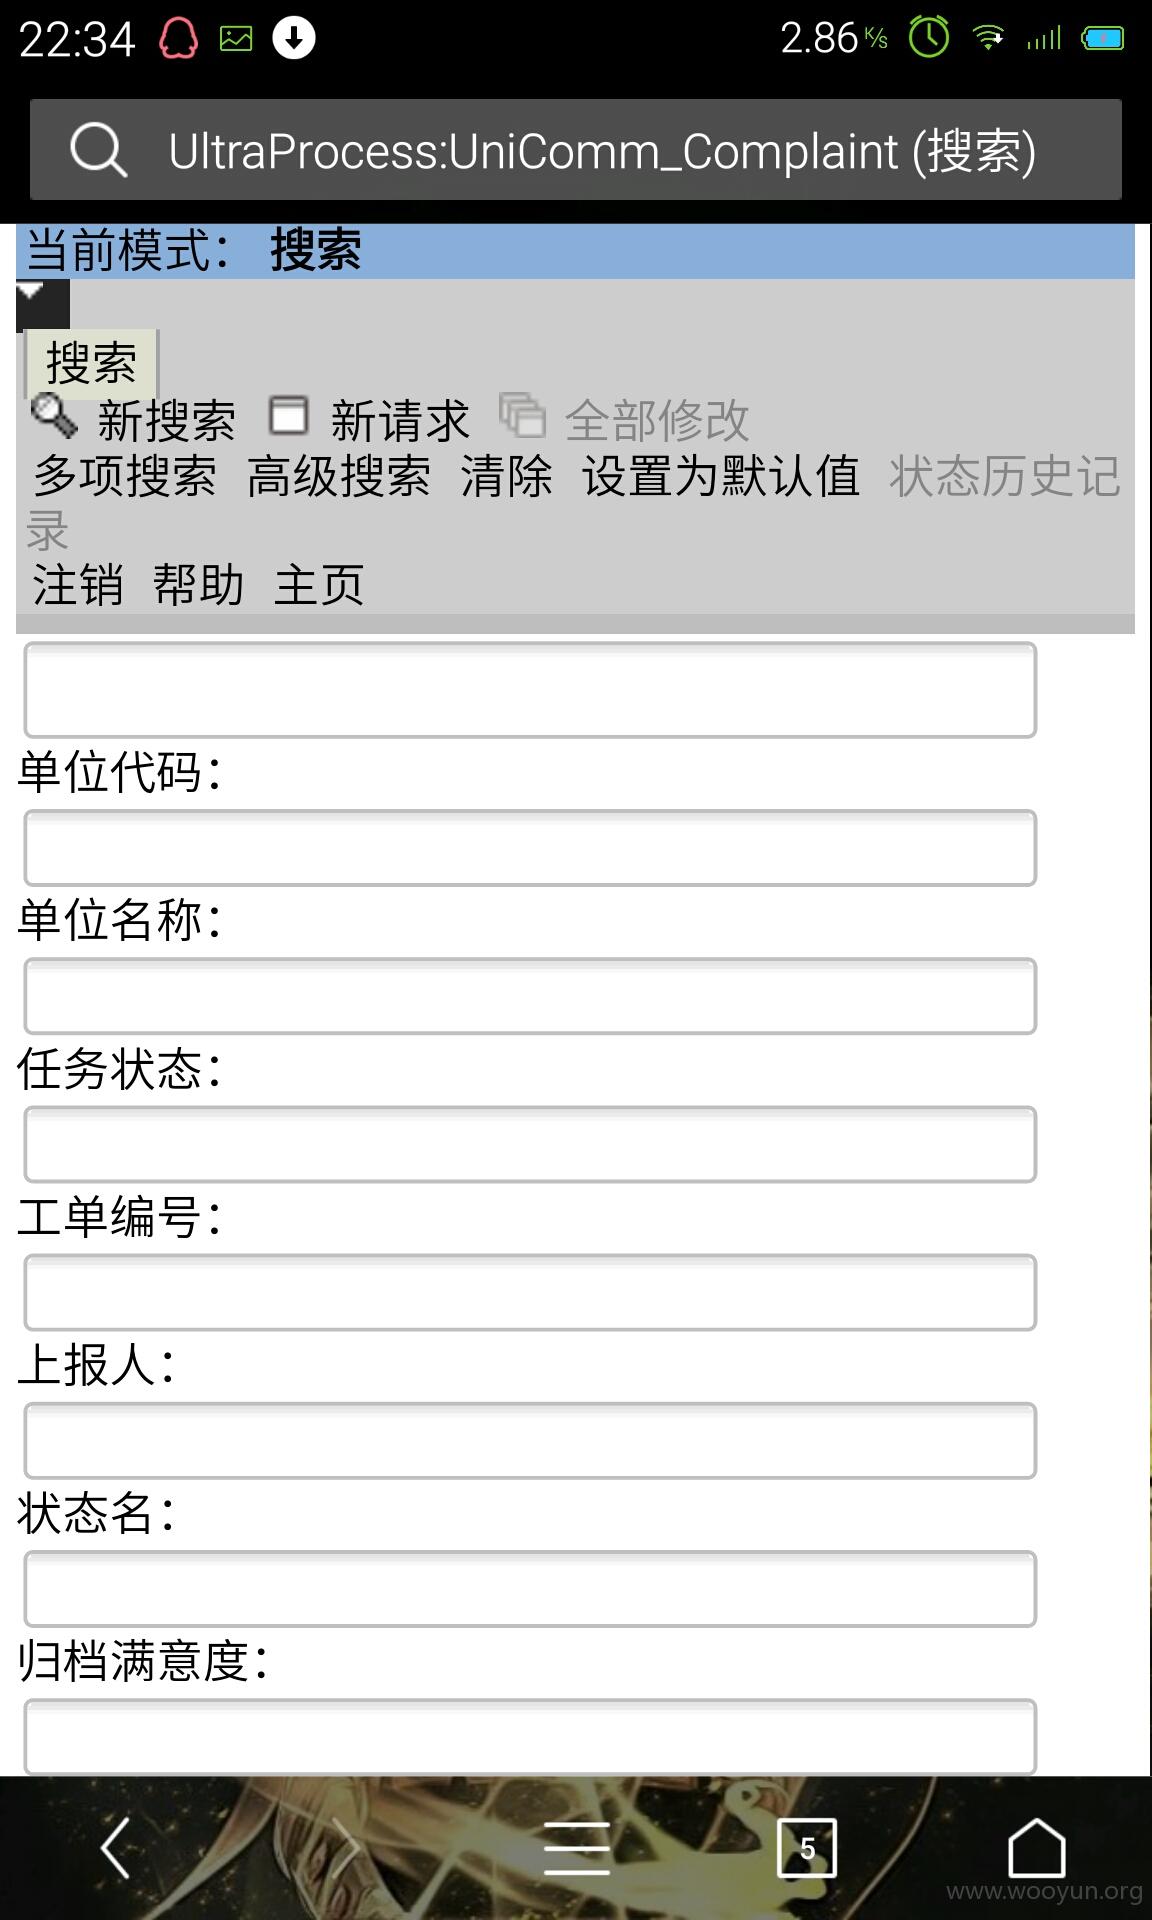 22:34
2.86 K/s
UltraProcess:UniComm_Complaint (搜索)
当前模式： 搜索
搜索
新搜索 新请求 全部修改
多项搜索 高级搜索 清除 设置为默认值 状态历史记
录
注销 帮助 主页
单位代码：
单位名称：
任务状态：
工单编号：
上报人：
状态名：
归档满意度：
5
www.wooyun.org